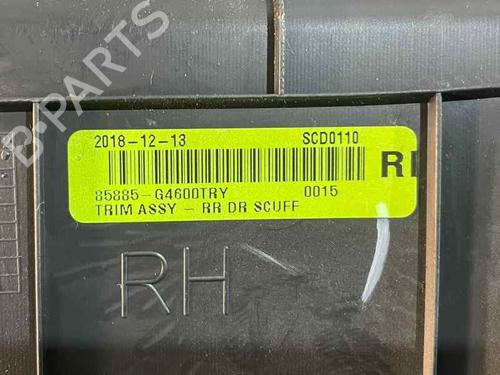 2018-12-13 SCD0110
RI
85885-G4600TRY 0015
TRIM ASSY - RR DR SCUFF
RH
B-PARTS